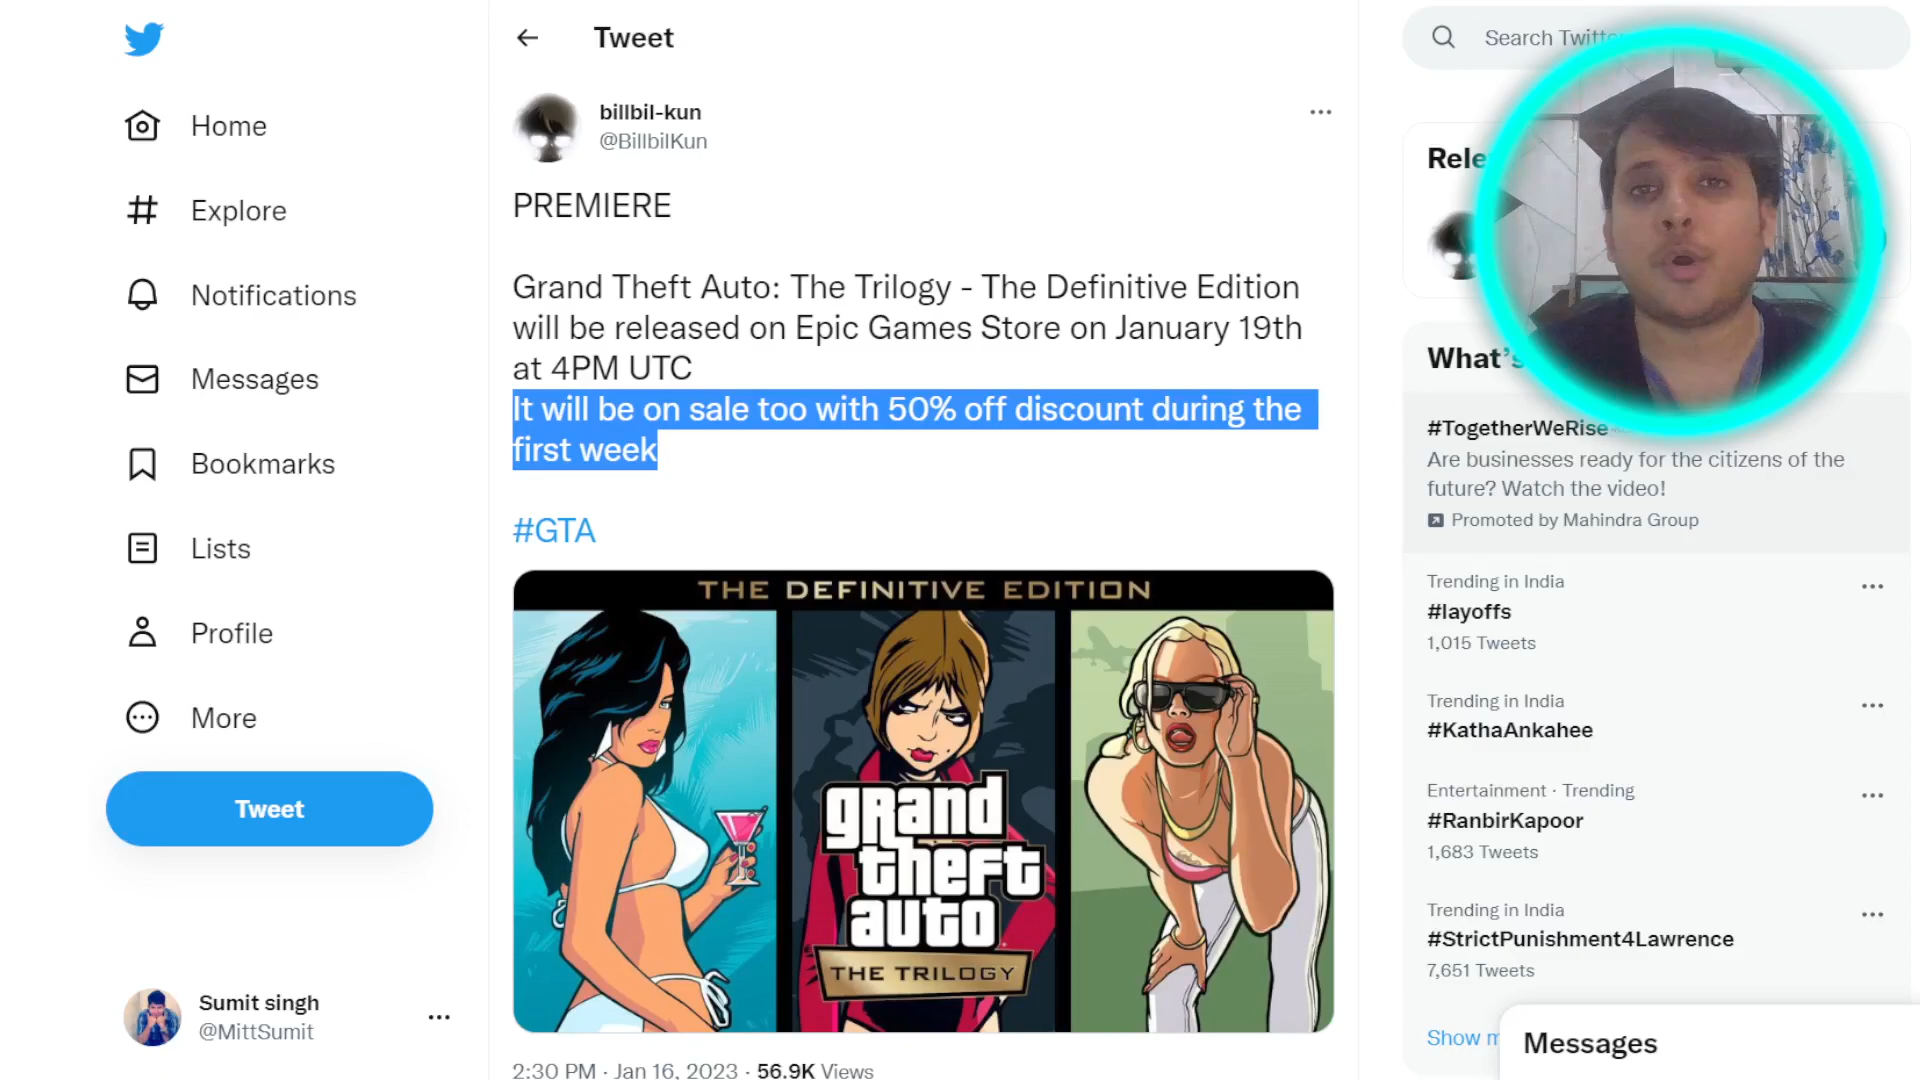 Home
Explore
Notifications
Messages
Bookmarks
Lists
Profile
More
Tweet
Sumit singh
@MittSumit
Tweet
billbil-kun
@BillbilKun
PREMIERE
Grand Theft Auto: The Trilogy - The Definitive Edition
will be released on Epic Games Store on January 19th
at 4PM UTC
It will be on sale too with 50% off discount during the
first week
#GTA
THE DEFINITIVE EDITION
grand
theft
auto
THE TRILOGY
2:30 PM · Jan 16, 2023 · 56.9K Views
Search Twitte
Rele
What's
#TogetherWeRise
Are businesses ready for the citizens of the
future? Watch the video!
Promoted by Mahindra Group
Trending in India
#layoffs
1,015 Tweets
Trending in India
#KathaAnkahee
Entertainment · Trending
#RanbirKapoor
1,683 Tweets
Trending in India
#StrictPunishment4Lawrence
7,651 Tweets
Show m
Messages